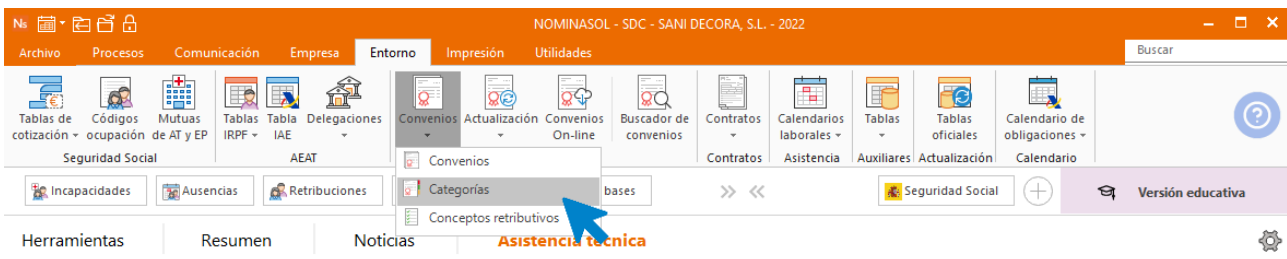 Ns NOMINASOL - SDC - SANI DECORA, S.L. - 2022
Archivo Procesos Comunicación Empresa Entorno Impresión Utilidades Buscar
Tablas de cotización Códigos ocupación Mutuas de AT y EP Tablas IRPF Tabla IAE Delegaciones Convenios Actualización Convenios On-line Buscador de convenios Contratos Calendarios laborales Tablas Tablas oficiales Calendario de obligaciones
Seguridad Social AEAT Contratos Asistencia Auxiliares Actualización Calendario
Convenios
Categorías
Conceptos retributivos
Incapacidades Ausencias Retribuciones bases Seguridad Social Versión educativa
Herramientas Resumen Noticias Asistencia técnica